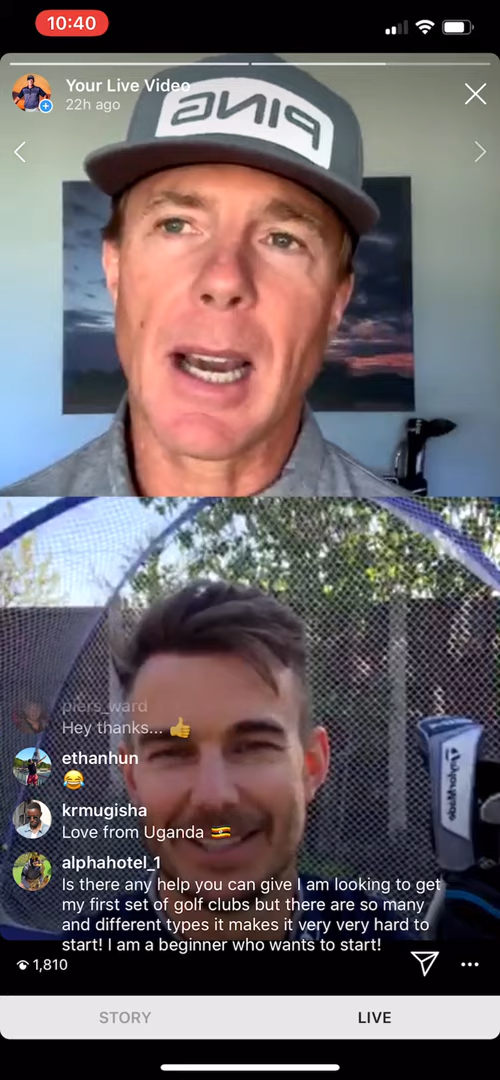 10:40
Your Live Video
22h ago
PING
piers_ward
Hey thanks... 👍
ethanhun
😂
krmugisha
Love from Uganda 🇺🇬
alphahotel_1
Is there any help you can give I am looking to get
my first set of golf clubs but there are so many
and different types it makes it very very hard to
start! I am a beginner who wants to start!
TaylorMade
1,810
STORY
LIVE